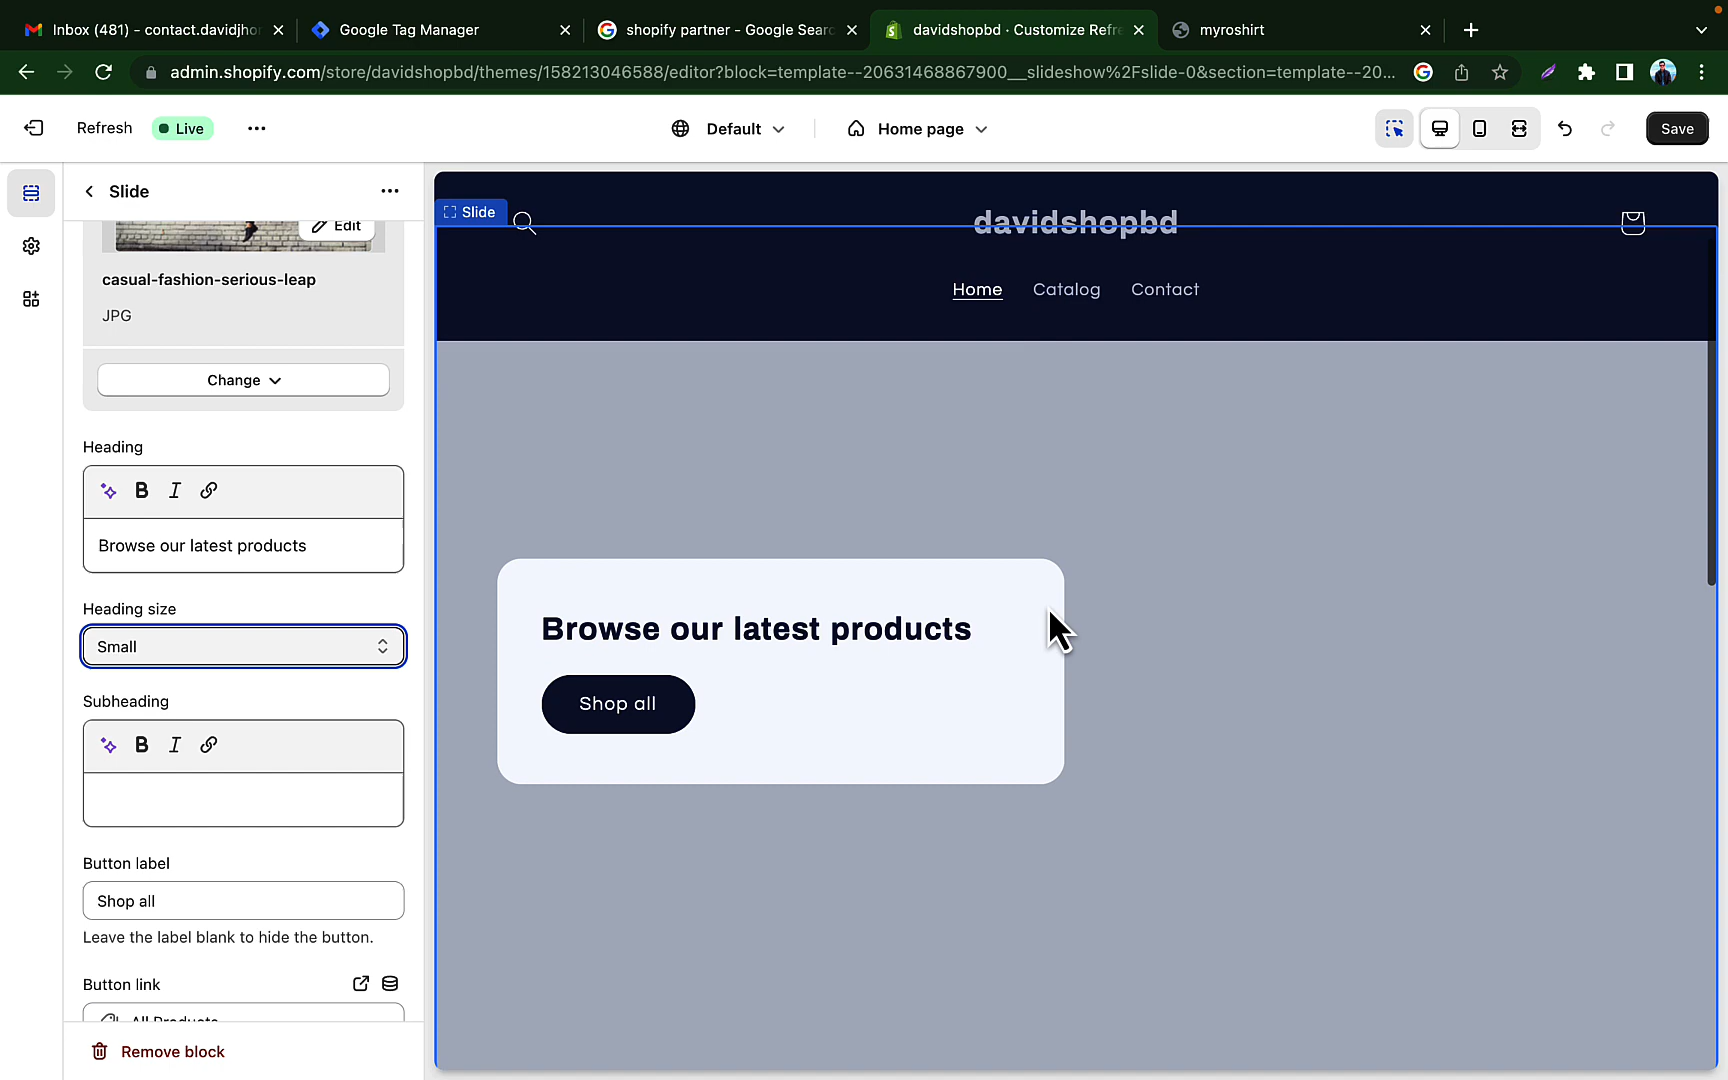 Inbox (481) - contact.davidjhon
Google Tag Manager
shopify partner - Google Searc
davidshopbd · Customize Refre
myroshirt
admin.shopify.com/store/davidshopbd/themes/158213046588/editor?block=template--20631468867900__slideshow%2Fslide-0&section=template--20...
Refresh
Live
Default
Home page
Save
Slide
Edit
casual-fashion-serious-leap
JPG
Change
Heading
B I
Browse our latest products
Heading size
Small
Subheading
B I
Button label
Shop all
Leave the label blank to hide the button.
Button link
All Products
Remove block
Slide
davidshopbd
Home Catalog Contact
Browse our latest products
Shop all